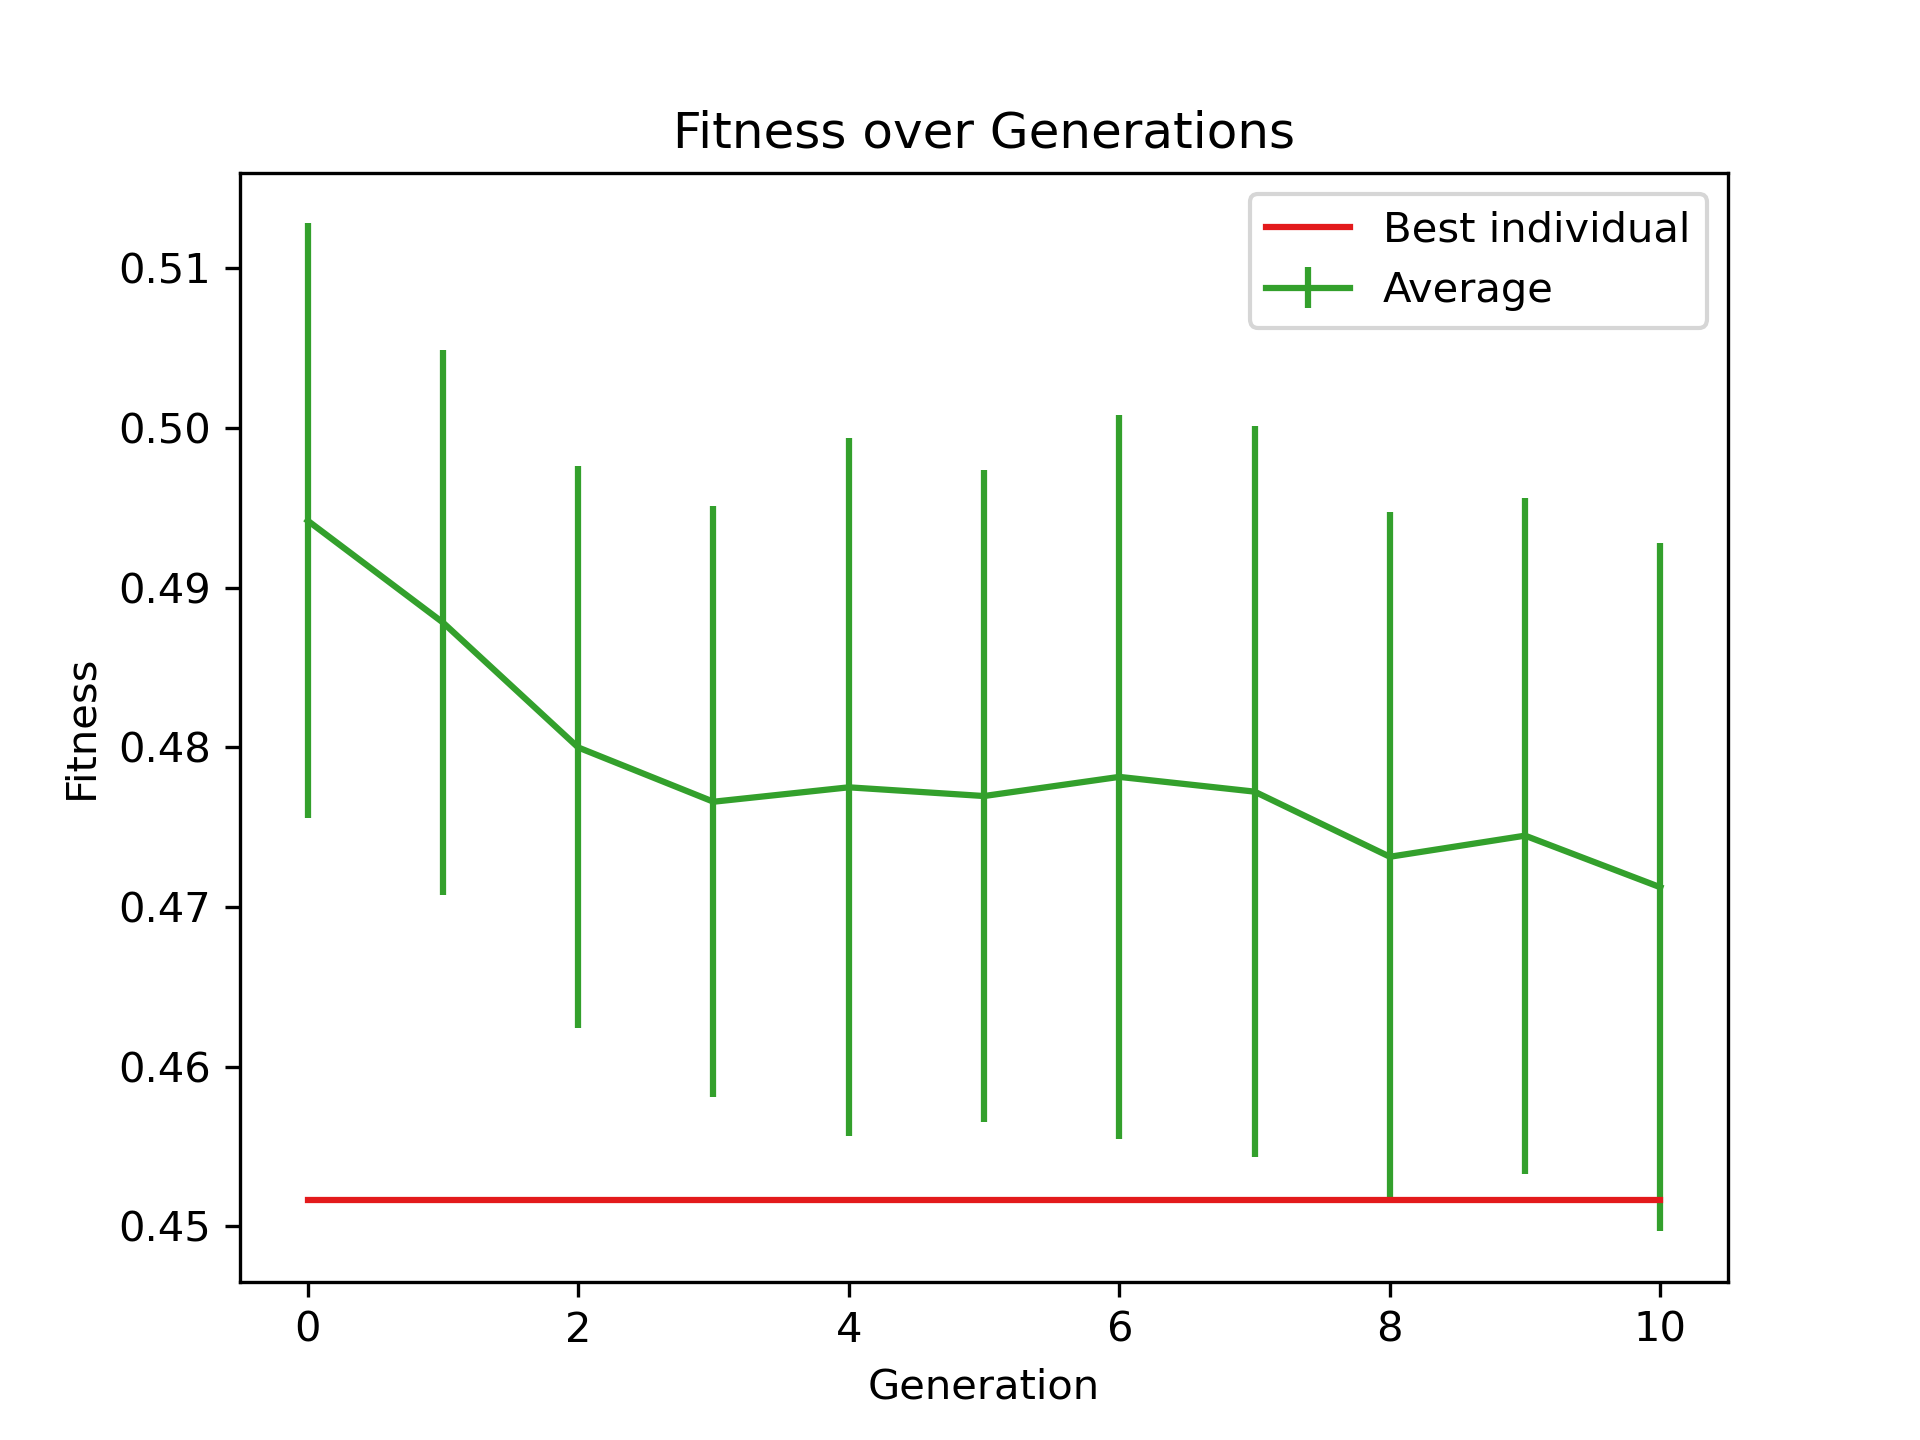 Fitness over Generations
Best individual
Average
0.51
0.50
0.49
0.48
0.47
0.46
0.45
Fitness
0 2 4 6 8 10
Generation